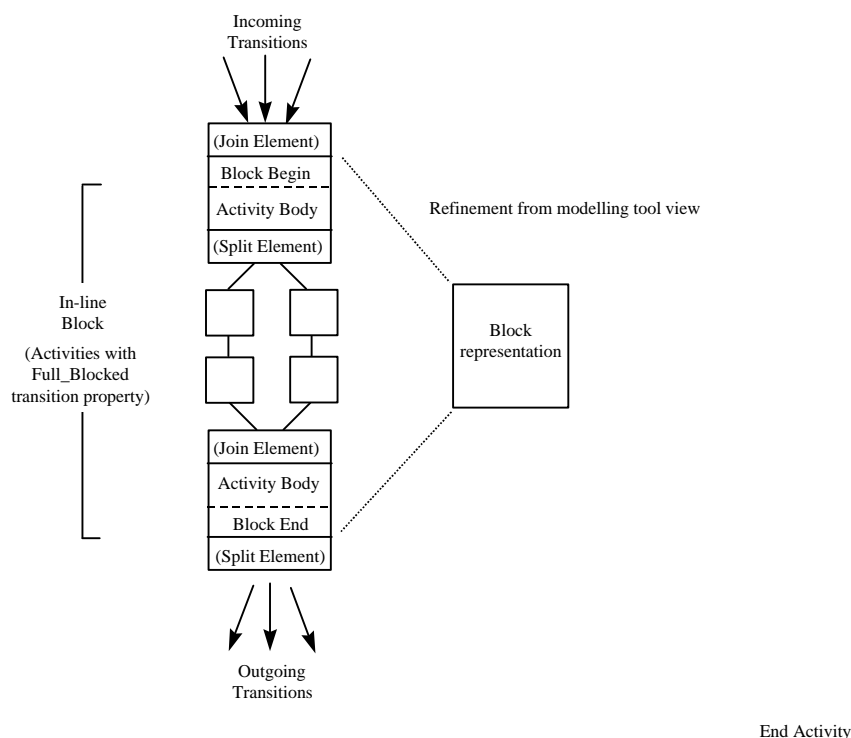 Incoming
Transitions
(Join Element)
Block Begin
Activity Body
(Split Element)
Refinement from modelling tool view
In-line
Block
(Activities with
Full_Blocked
transition property)
Block
representation
(Join Element)
Activity Body
Block End
(Split Element)
Outgoing
Transitions
End Activity